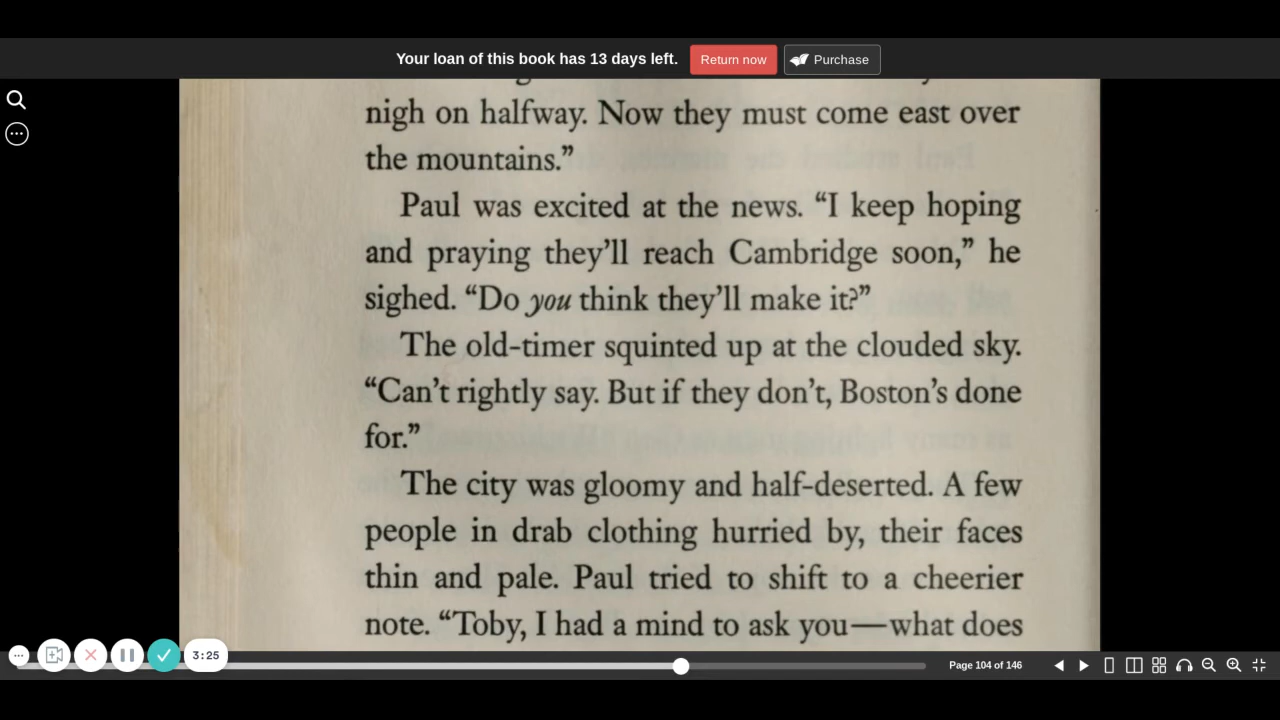 Your loan of this book has 13 days left. Return now Purchase
nigh on halfway. Now they must come east over
the mountains.”
Paul was excited at the news. “I keep hoping
and praying they’ll reach Cambridge soon,” he
sighed. “Do you think they’ll make it?”
The old-timer squinted up at the clouded sky.
“Can’t rightly say. But if they don’t, Boston’s done
for.”
The city was gloomy and half-deserted. A few
people in drab clothing hurried by, their faces
thin and pale. Paul tried to shift to a cheerier
note. “Toby, I had a mind to ask you—what does
3:25
Page 104 of 146